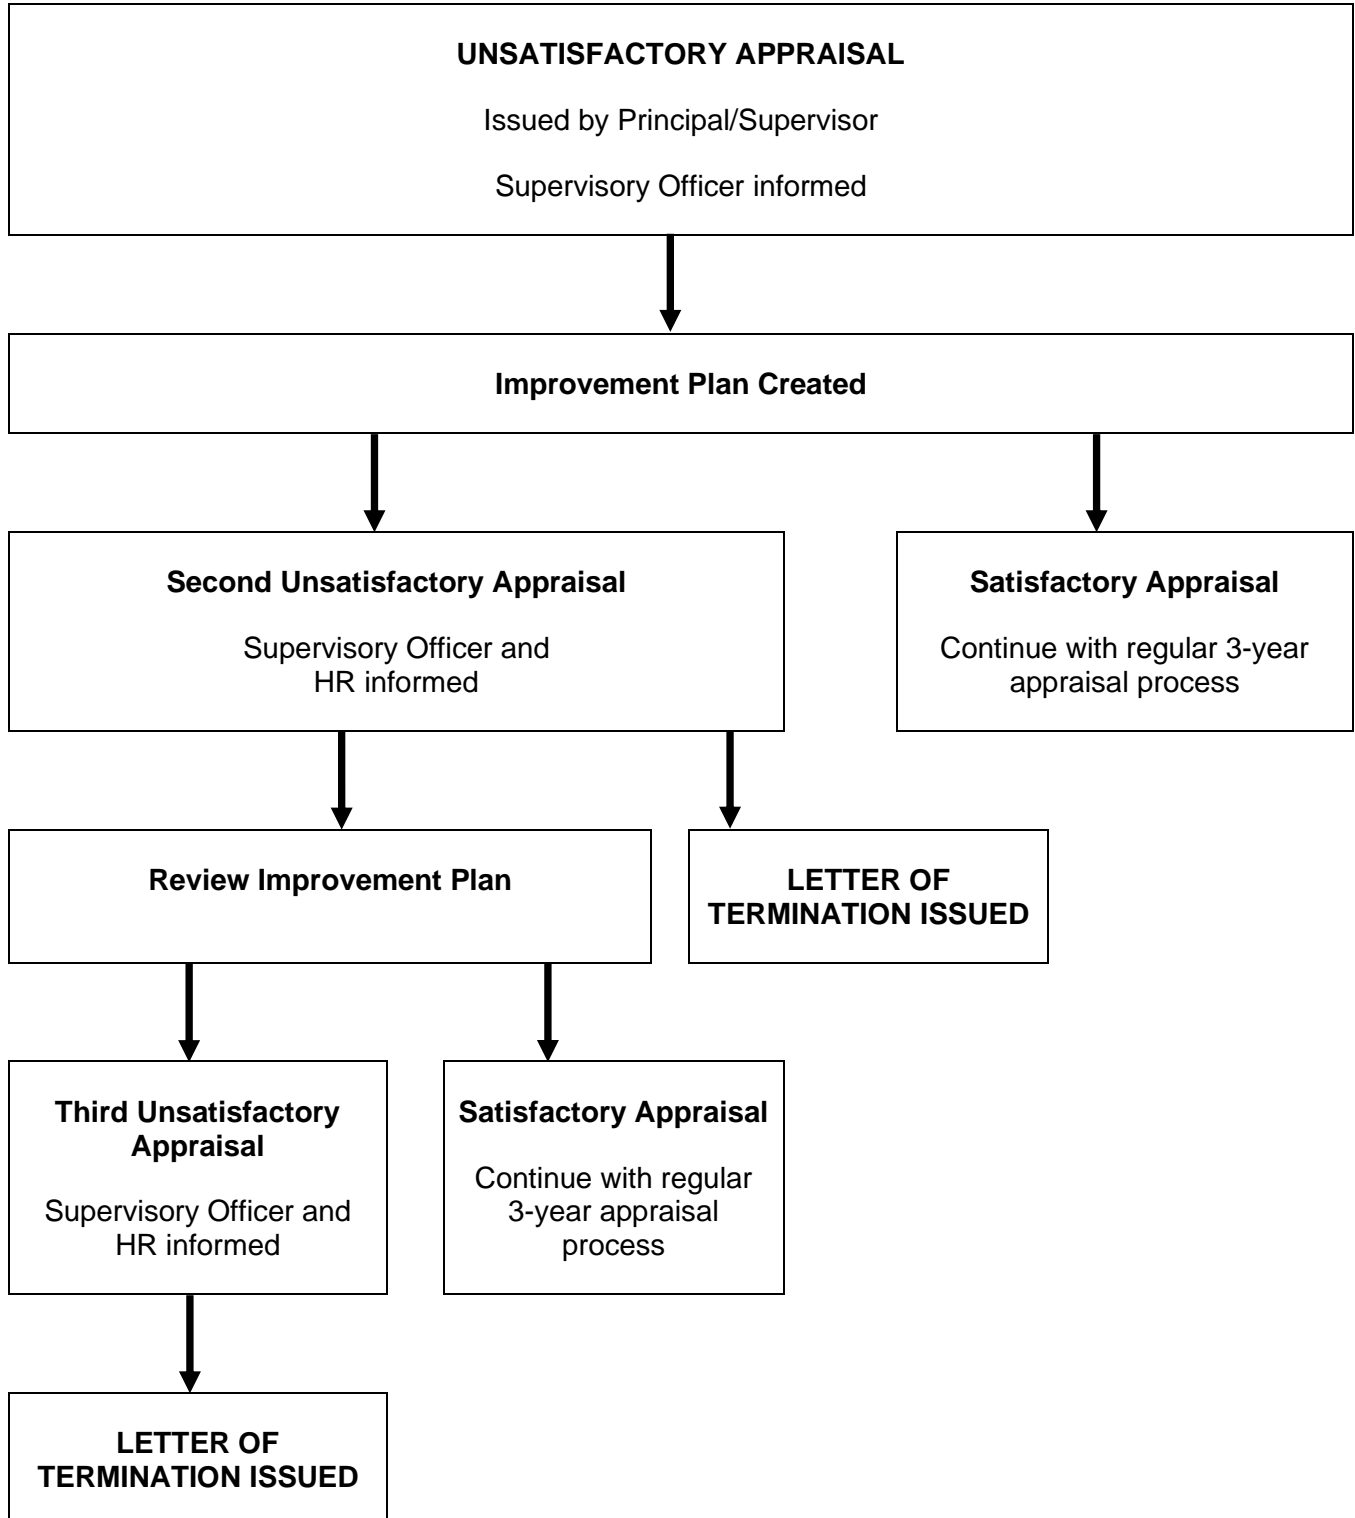 UNSATISFACTORY APPRAISAL
Issued by Principal/Supervisor
Supervisory Officer informed
Improvement Plan Created
Second Unsatisfactory Appraisal
Supervisory Officer and
HR informed
Satisfactory Appraisal
Continue with regular 3-year
appraisal process
Review Improvement Plan
LETTER OF
TERMINATION ISSUED
Third Unsatisfactory
Appraisal
Supervisory Officer and
HR informed
Satisfactory Appraisal
Continue with regular
3-year appraisal
process
LETTER OF
TERMINATION ISSUED